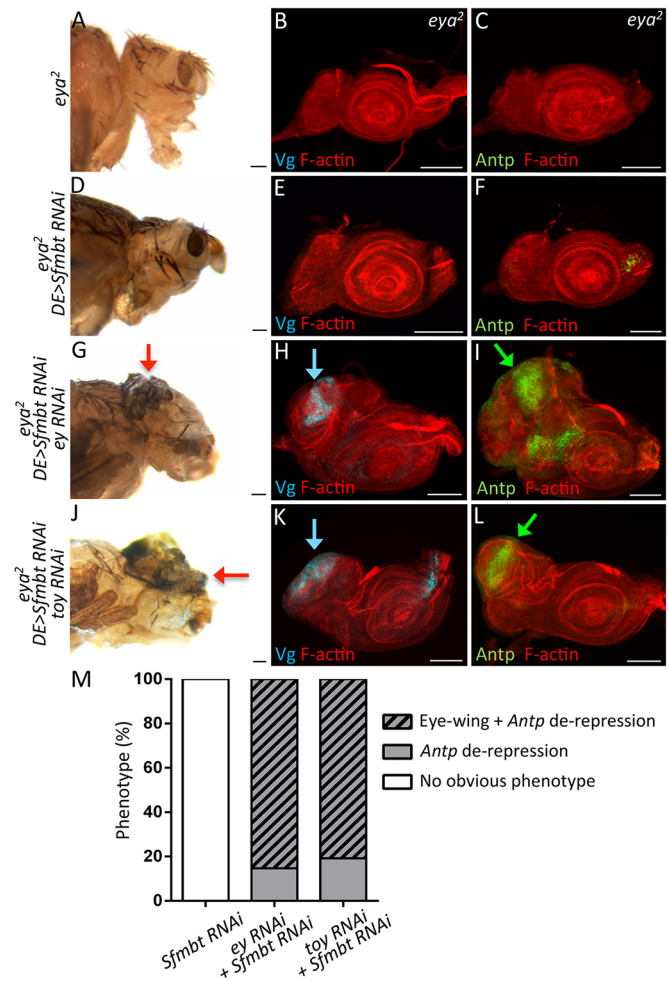 A
eya²
B
eya²
Vg F-actin
C
eya²
Antp F-actin
D
eya²
DE>Sfmbt RNAi
E
Vg F-actin
F
Antp F-actin
G
eya²
DE>Sfmbt RNAi
ey RNAi
H
Vg F-actin
I
Antp F-actin
J
eya²
DE>Sfmbt RNAi
toy RNAi
K
Vg F-actin
L
Antp F-actin
M
Phenotype (%)
100
80
60
40
20
0
Sfmbt RNAi
ey RNAi
+ Sfmbt RNAi
toy RNAi
+ Sfmbt RNAi
Eye-wing + Antp de-repression
Antp de-repression
No obvious phenotype